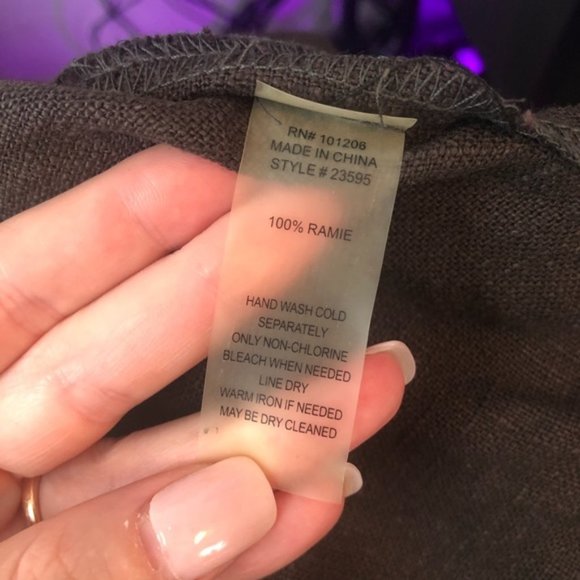 RN# 101206
MADE IN CHINA
STYLE # 23595
100% RAMIE
HAND WASH COLD
SEPARATELY
ONLY NON-CHLORINE
BLEACH WHEN NEEDED
LINE DRY
WARM IRON IF NEEDED
MAY BE DRY CLEANED